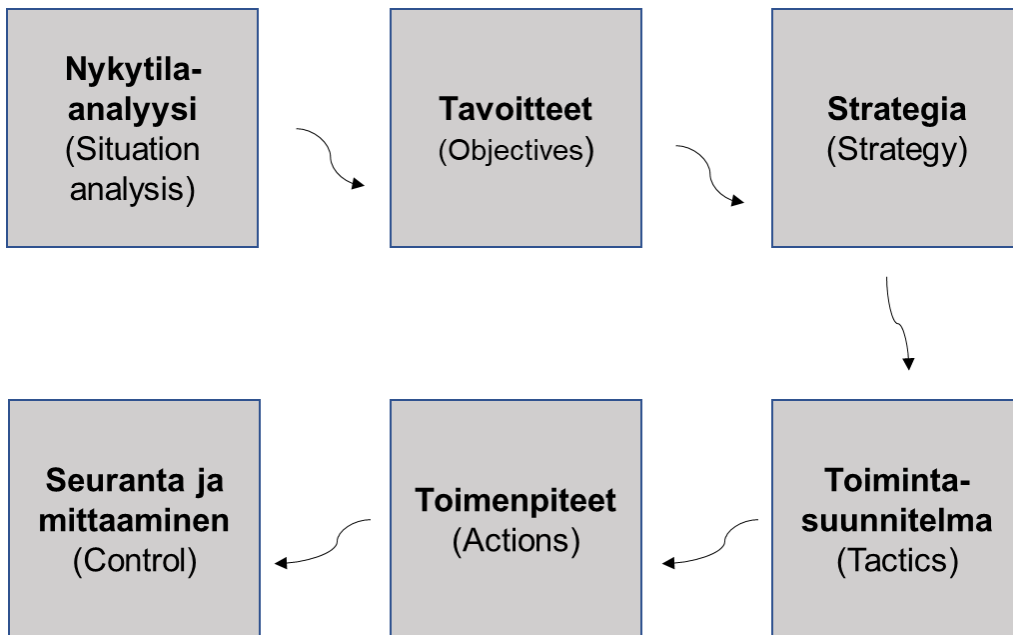 Nykytila-
analyysi
(Situation
analysis)
Tavoitteet
(Objectives)
Strategia
(Strategy)
Toiminta-
suunnitelma
(Tactics)
Toimenpiteet
(Actions)
Seuranta ja
mittaaminen
(Control)